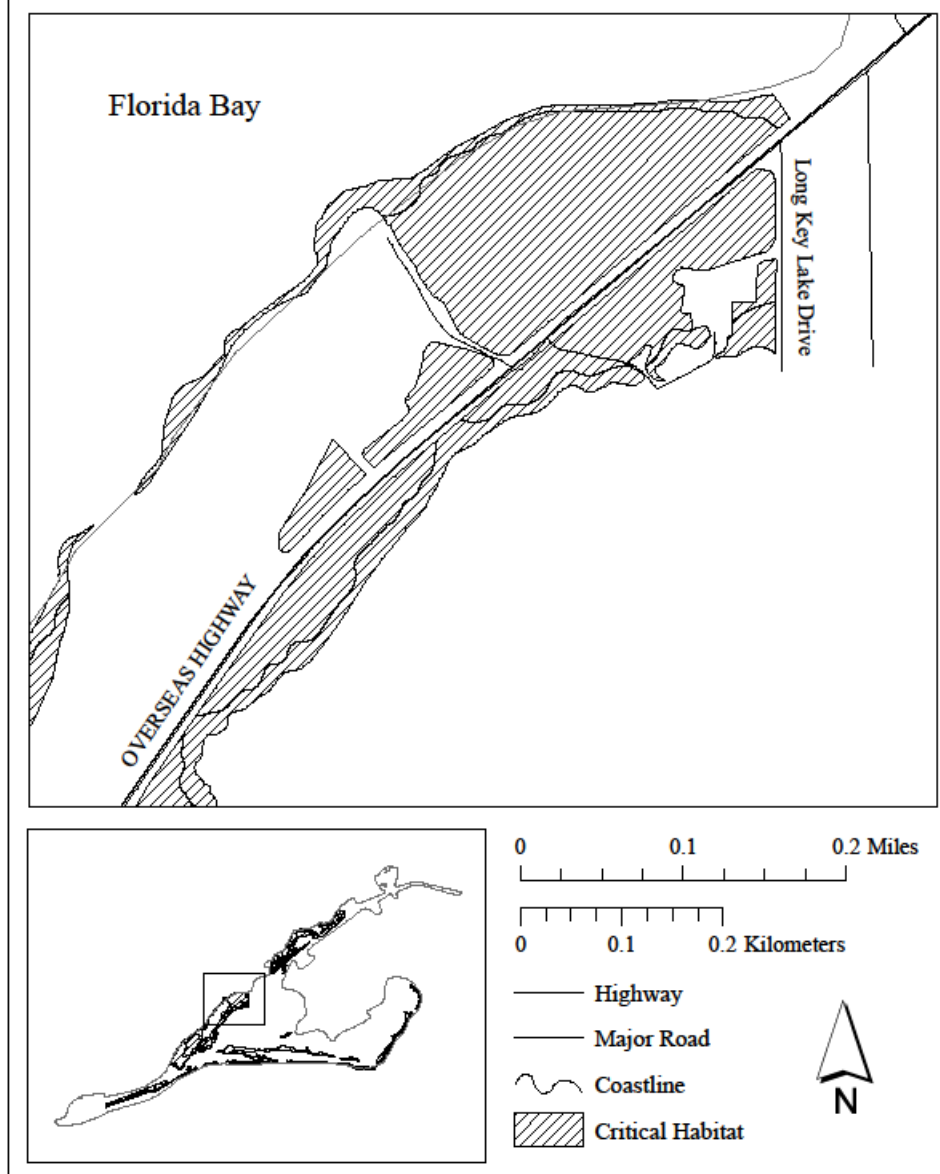 Florida Bay
Long Key Lake Drive
OVERSEAS HIGHWAY
0 0.1 0.2 Miles
0 0.1 0.2 Kilometers
Highway
Major Road
Coastline
Critical Habitat
N